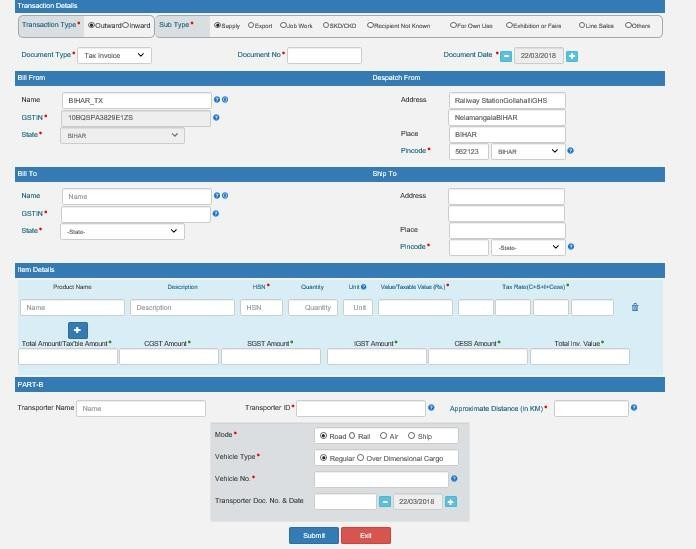 Transaction Details
Transaction Type* Outward Inward Sub Type* Supply Export Job Work SKD/CKD Recipient Not Known For Own Use Exhibition or Fairs Line Sales Others
Document Type* Tax Invoice Document No* Document Date* - 22/03/2018 +
Bill From Despatch From
Name BIHAR_TX Address Railway StationGollahalliGHS
GSTIN* 10BQSPA3829E1ZS NelamangalaBIHAR
State* BIHAR Place BIHAR
Pincode* 562123 BIHAR
Bill To Ship To
Name Name Address
GSTIN*
State* -State- Place
Pincode* -State-
Item Details
Product Name Description HSN* Quantity Unit Value/Taxable Value (Rs.)* Tax Rate(C+S+I+Cess)*
Name Description HSN Quantity Unit
+
Total Amount/Tax'ble Amount* CGST Amount* SGST Amount* IGST Amount* CESS Amount* Total Inv. Value*
PART-B
Transporter Name Name Transporter ID* Approximate Distance (in KM)*
Mode* Road Rail Air Ship
Vehicle Type* Regular Over Dimensional Cargo
Vehicle No.*
Transporter Doc. No. & Date - 22/03/2018 +
Submit Exit